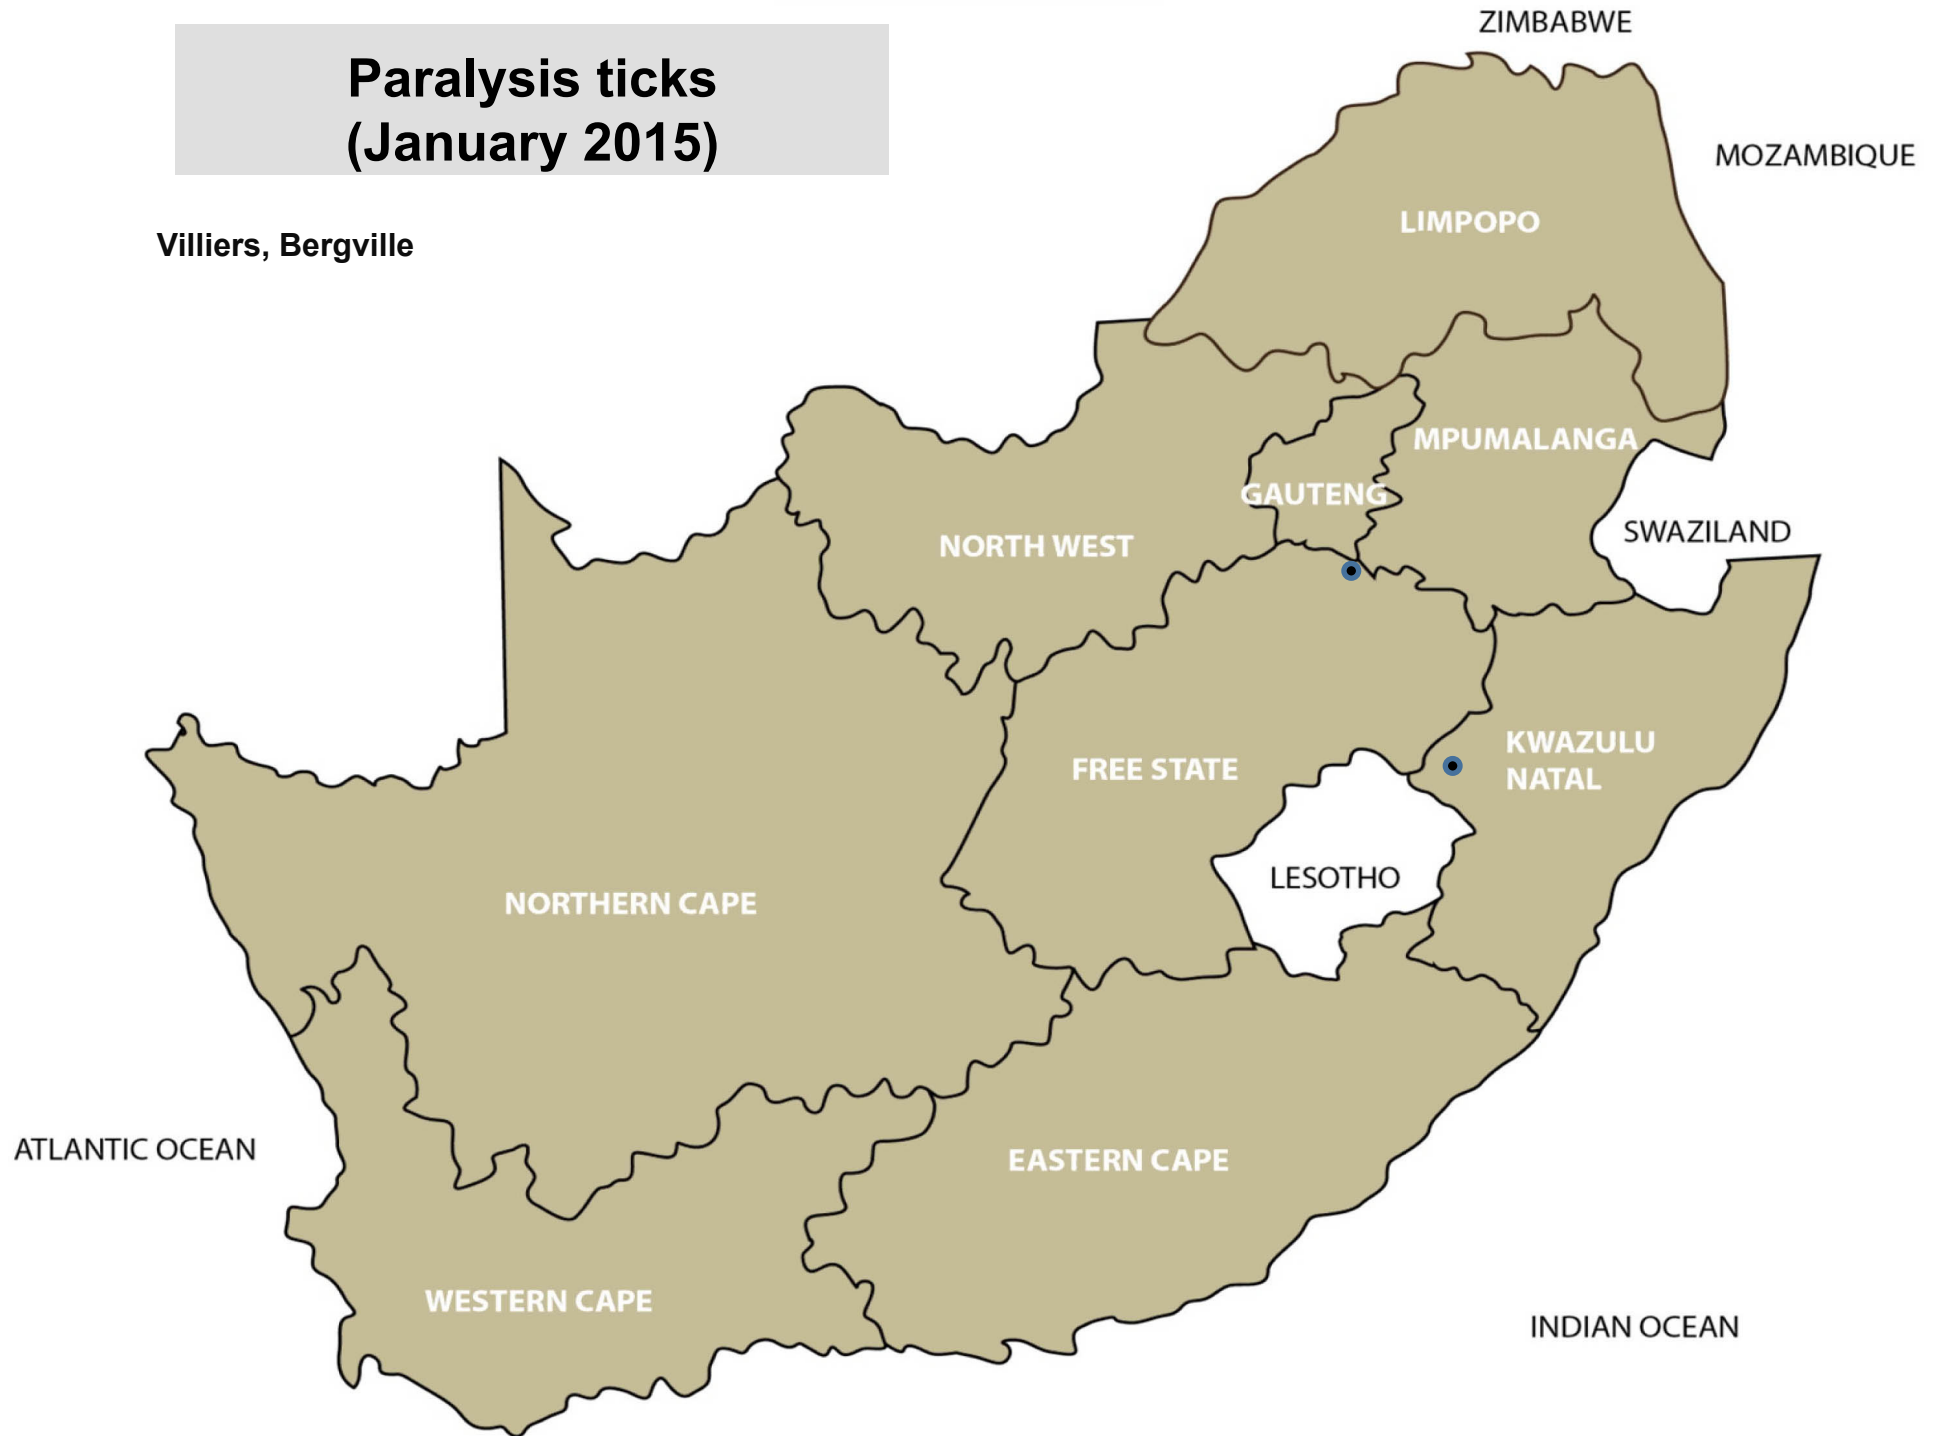 Paralysis ticks
(January 2015)
Villiers, Bergville
ZIMBABWE
MOZAMBIQUE
LIMPOPO
MPUMALANGA
GAUTENG
SWAZILAND
NORTH WEST
KWAZULU
NATAL
FREE STATE
LESOTHO
NORTHERN CAPE
ATLANTIC OCEAN
EASTERN CAPE
WESTERN CAPE
INDIAN OCEAN